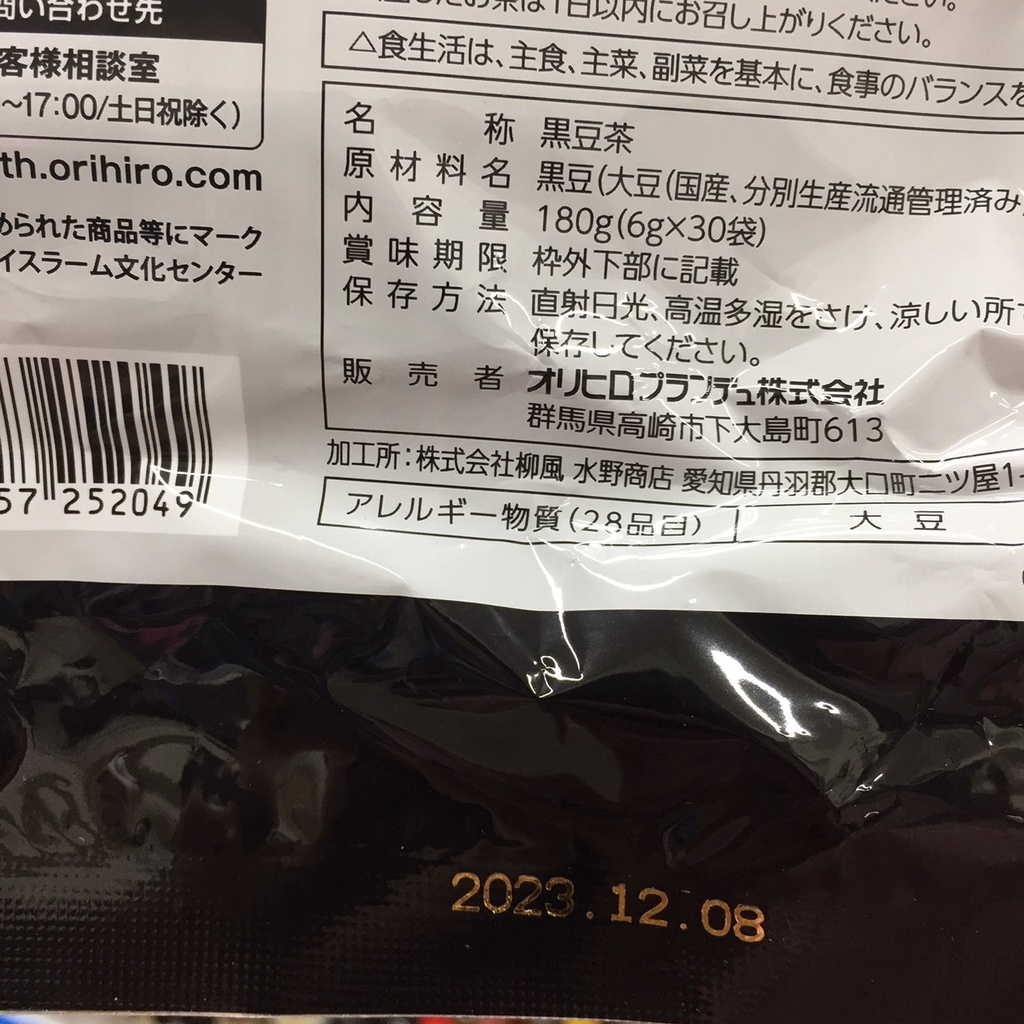 問い合わせ先
客様相談室
～17:00/土日祝除く)
th.orihiro.com
められた商品等にマーク
イスラーム文化センター
57 252049
お茶は1日以内にお召し上がりください。
△食生活は、主食、主菜、副菜を基本に、食事のバランスを
名称 黒豆茶
原材料名 黒豆(大豆(国産、分別生産流通管理済み
内容量 180g(6g×30袋)
賞味期限 枠外下部に記載
保存方法 直射日光、高温多湿をさけ、涼しい所で
保存してください。
販売者 オリヒロプランデュ株式会社
群馬県高崎市下大島町613
加工所：株式会社柳風 水野商店 愛知県丹羽郡大口町二ツ屋1-
アレルギー物質(28品目) 大豆
2023.12.08